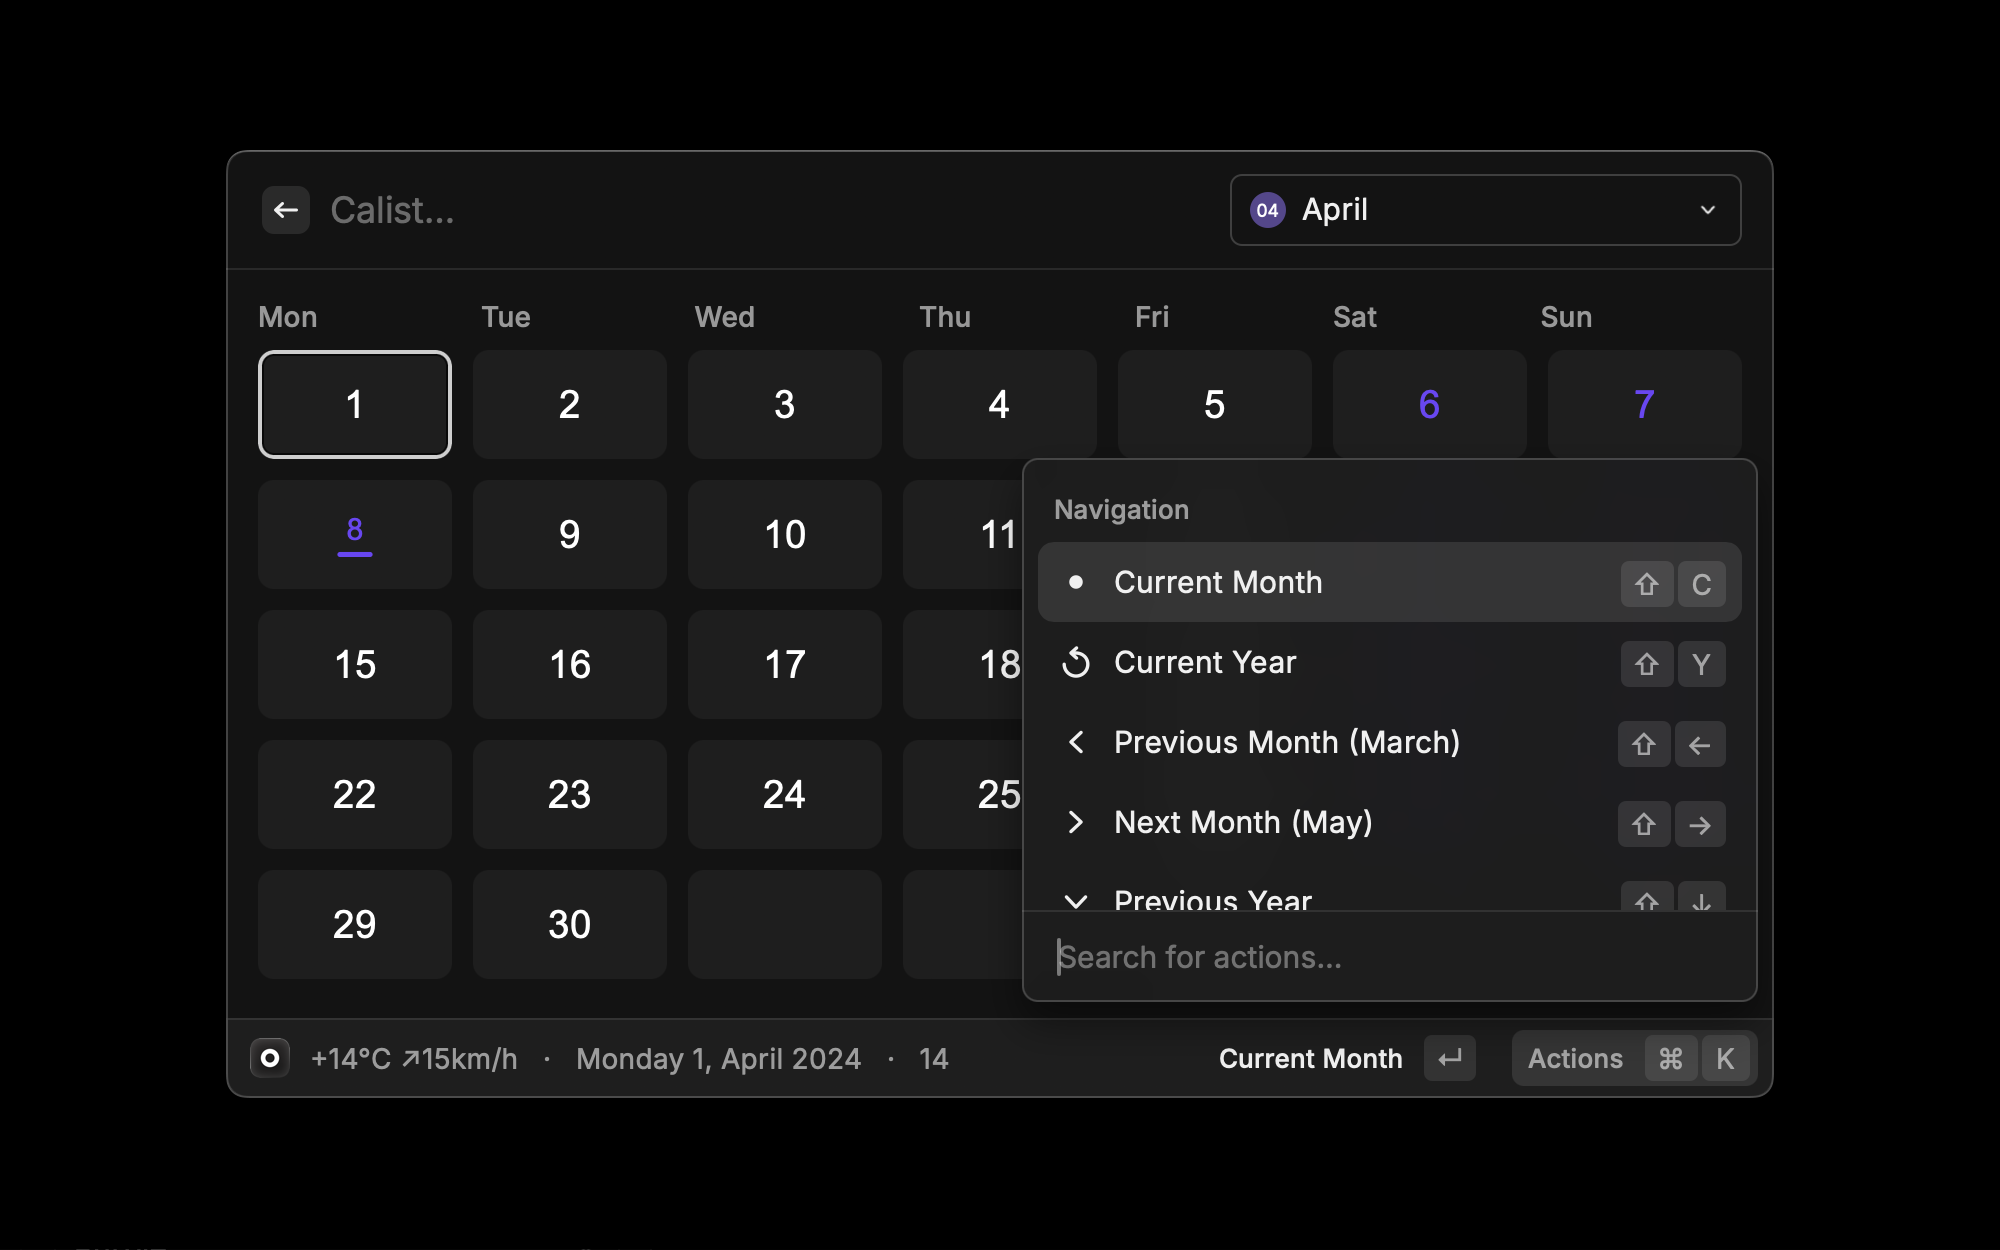 Calist...
04 April
Mon Tue Wed Thu Fri Sat Sun
1 2 3 4 5 6 7
8 9 10 11
15 16 17 18
22 23 24 25
29 30
Navigation
Current Month ⇧ C
Current Year ⇧ Y
Previous Month (March) ⇧ ←
Next Month (May) ⇧ →
Previous Year ⇧ ↓
Search for actions...
+14°C ↗15km/h · Monday 1, April 2024 · 14
Current Month ↵ Actions ⌘ K